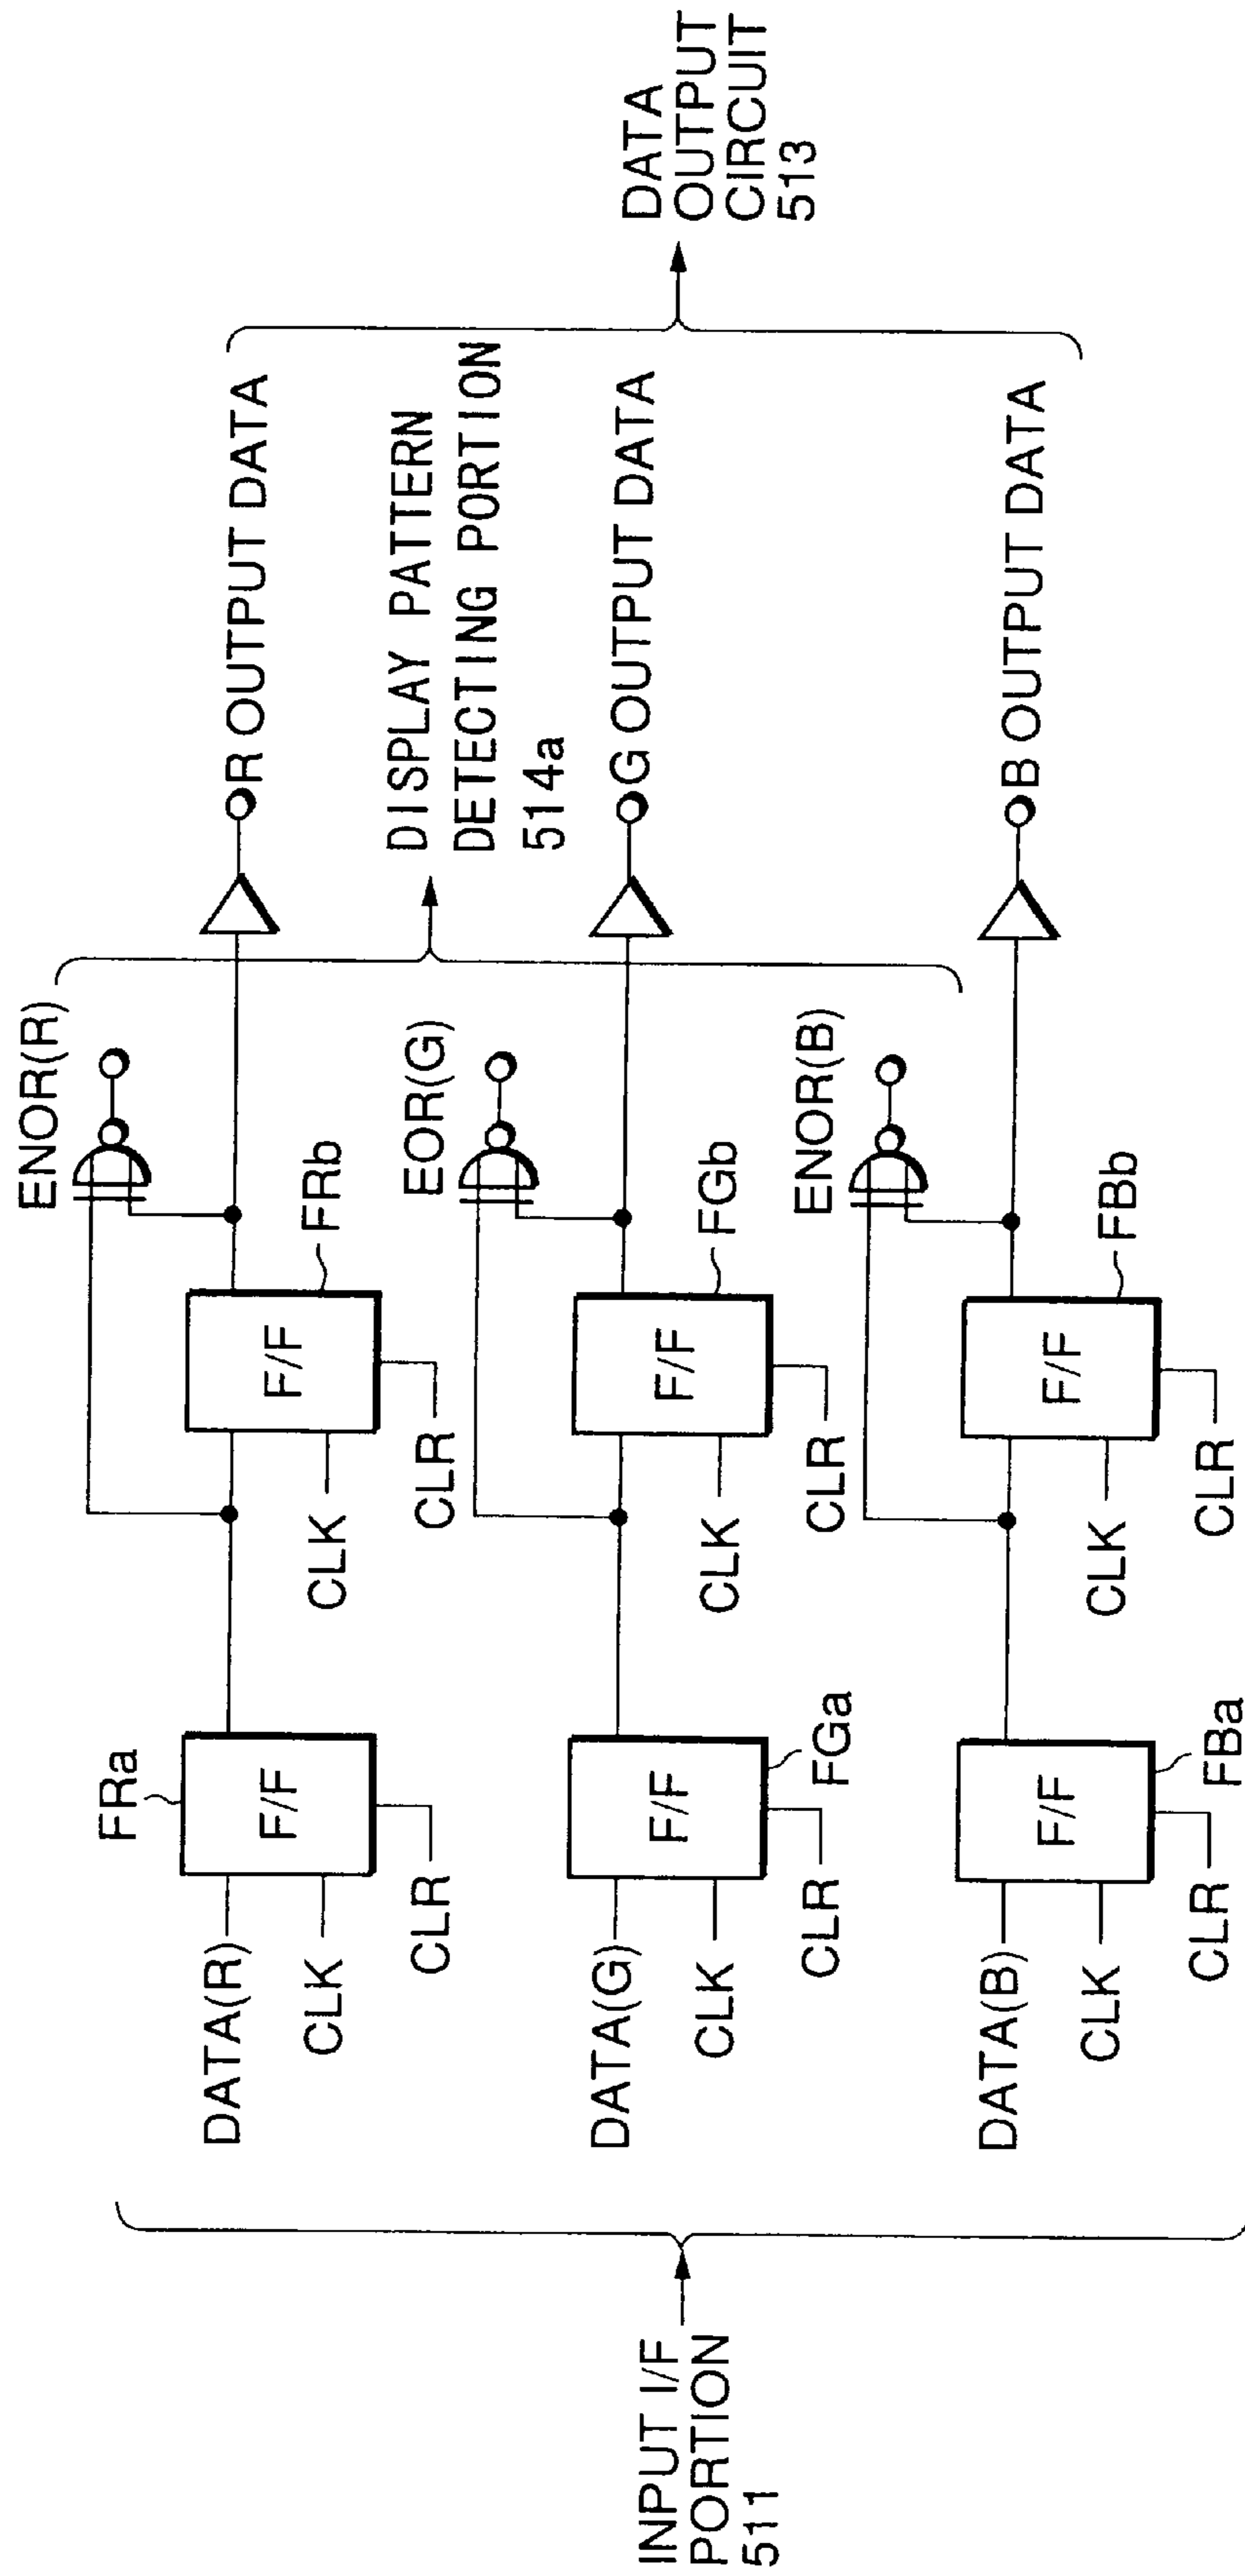 INPUT I/F
PORTION
511
DATA(R)
CLK
CLR
FRa
F/F
CLK
CLR
F/F
FRb
ENOR(R)
R OUTPUT DATA
DISPLAY PATTERN
DETECTING PORTION
514a
DATA(G)
CLK
CLR
F/F
FGa
CLK
CLR
F/F
FGb
EOR(G)
G OUTPUT DATA
DATA(B)
CLK
CLR
F/F
FBa
CLK
CLR
F/F
FBb
ENOR(B)
B OUTPUT DATA
DATA
OUTPUT
CIRCUIT
513